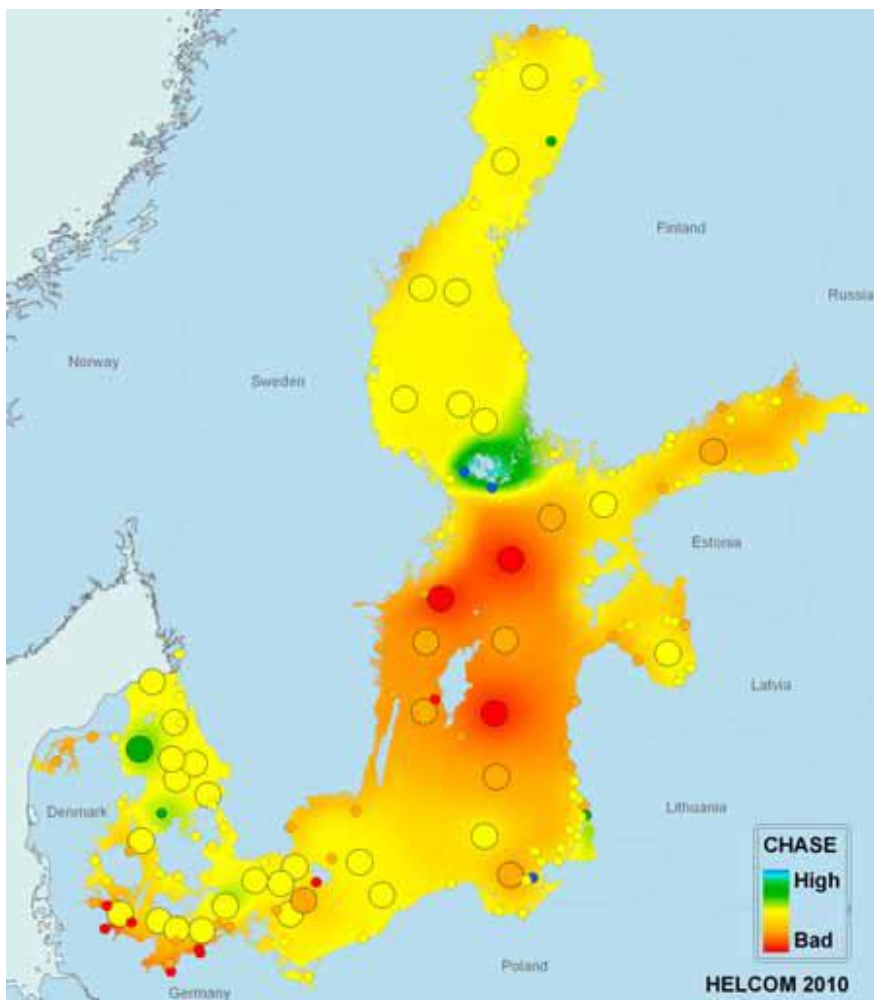 Finland
Russia
Norway
Sweden
Estonia
Latvia
Denmark
Lithuania
CHASE
High
Bad
Poland
HELCOM 2010
Germany